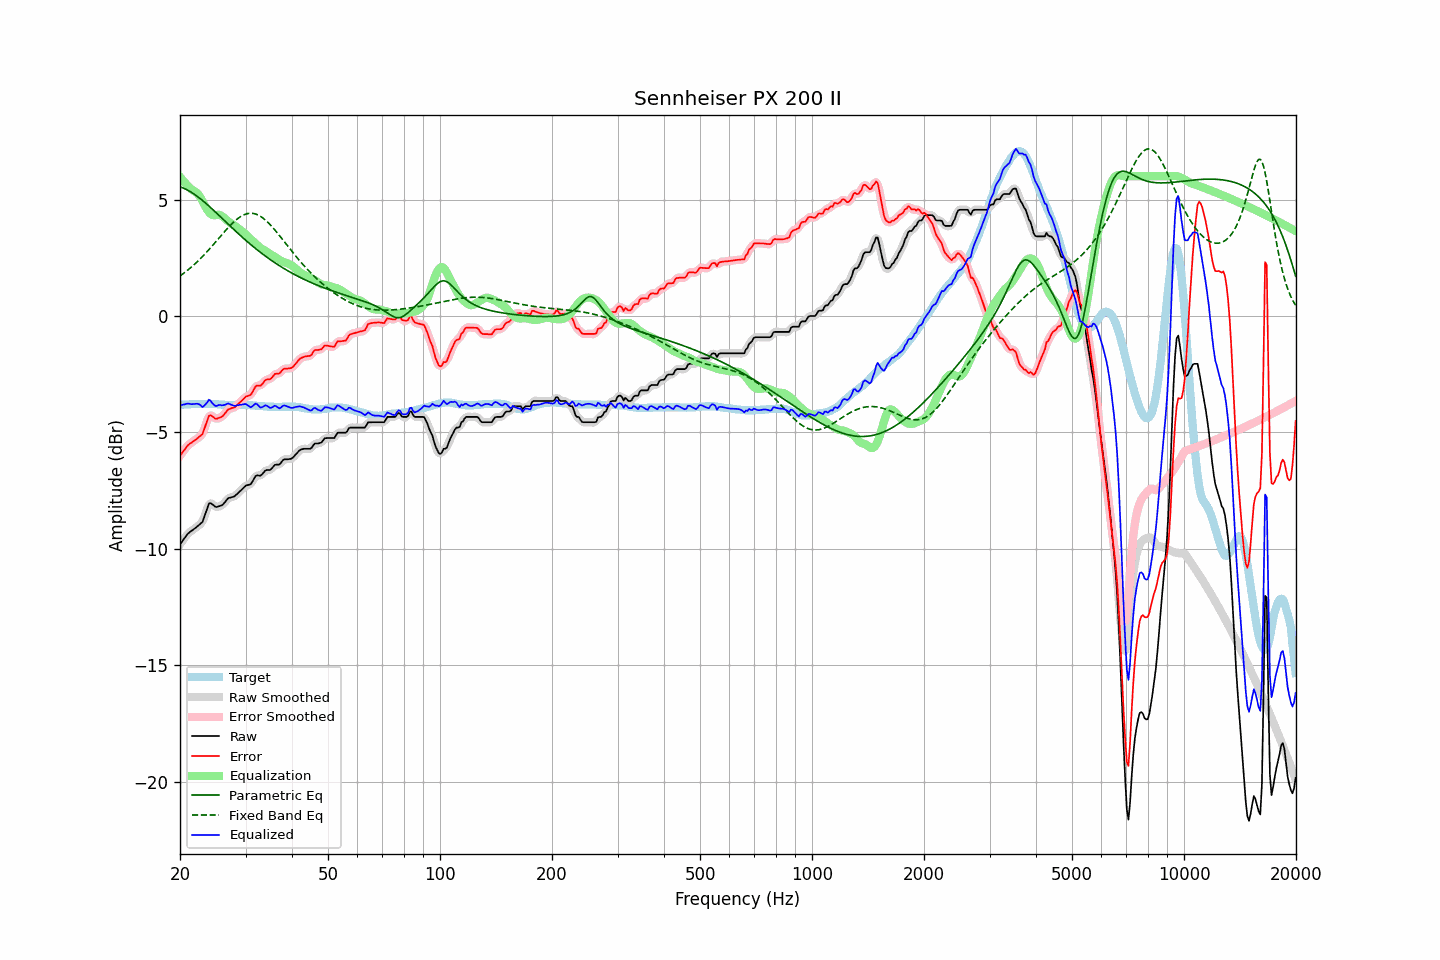 Sennheiser PX 200 II
Amplitude (dBr)
5
0
−5
−10
−15
−20
Target
Raw Smoothed
Error Smoothed
Raw
Error
Equalization
Parametric Eq
Fixed Band Eq
Equalized
20 50 100 200 500 1000 2000 5000 10000 20000
Frequency (Hz)